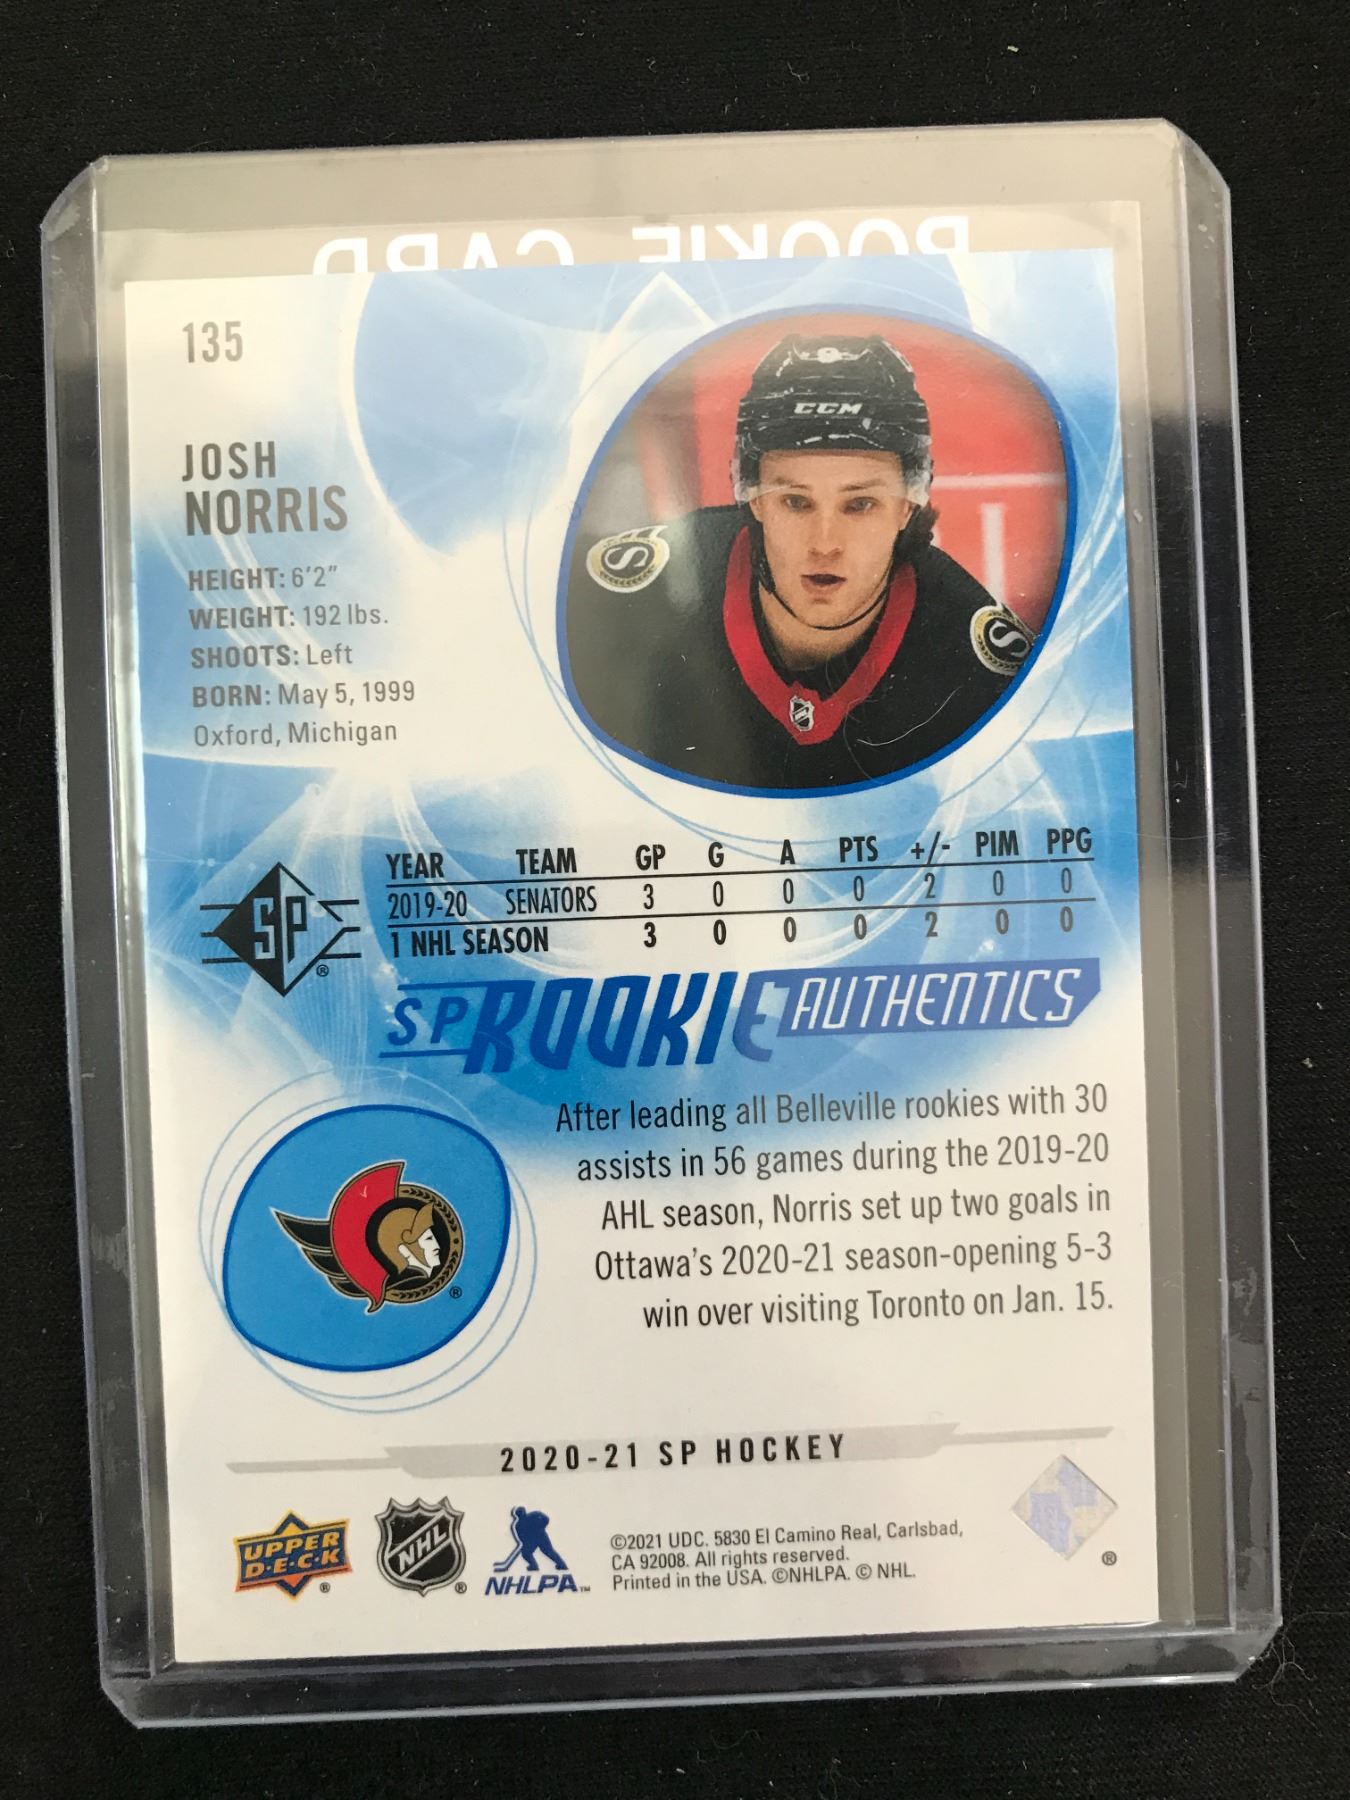 ROOKIE CARD
135
JOSH
NORRIS
HEIGHT: 6'2"
WEIGHT: 192 lbs.
SHOOTS: Left
BORN: May 5, 1999
Oxford, Michigan
CCM
S
S
YEAR TEAM GP G A PTS +/- PIM PPG
2019-20 SENATORS 3 0 0 0 2 0 0
1 NHL SEASON 3 0 0 0 2 0 0
SP®
SP ROOKIE AUTHENTICS
After leading all Belleville rookies with 30
assists in 56 games during the 2019-20
AHL season, Norris set up two goals in
Ottawa's 2020-21 season-opening 5-3
win over visiting Toronto on Jan. 15.
®
2020-21 SP HOCKEY
UPPER
D·E·C·K®
NHL®
NHLPA™
©2021 UDC. 5830 El Camino Real, Carlsbad,
CA 92008. All rights reserved.
Printed in the USA. ©NHLPA. © NHL.
®